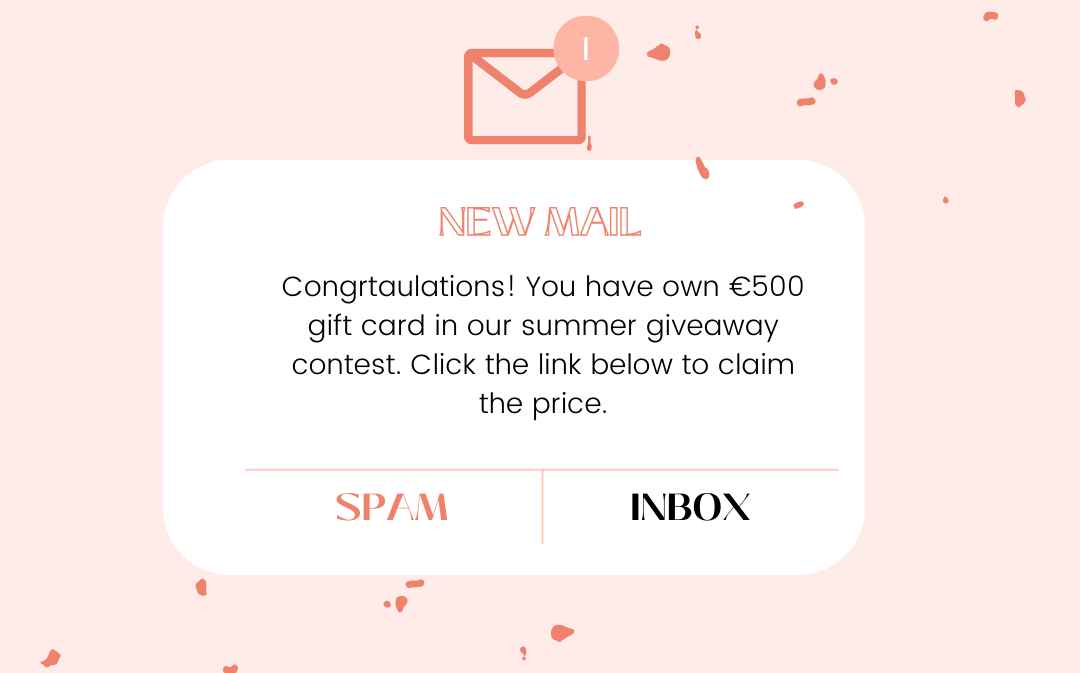 1
NEW MAIL
Congrtaulations! You have own €500
gift card in our summer giveaway
contest. Click the link below to claim
the price.
SPAM
INBOX